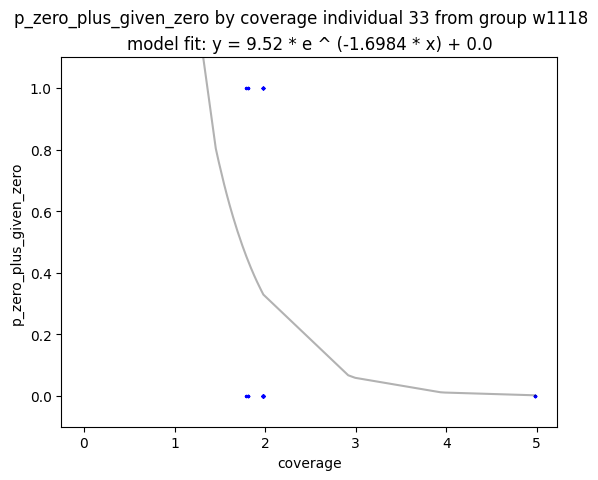 p_zero_plus_given_zero by coverage individual 33 from group w1118
model fit: y = 9.52 * e ^ (-1.6984 * x) + 0.0
1.0
0.8
0.6
0.4
0.2
0.0
p_zero_plus_given_zero
0 1 2 3 4 5
coverage